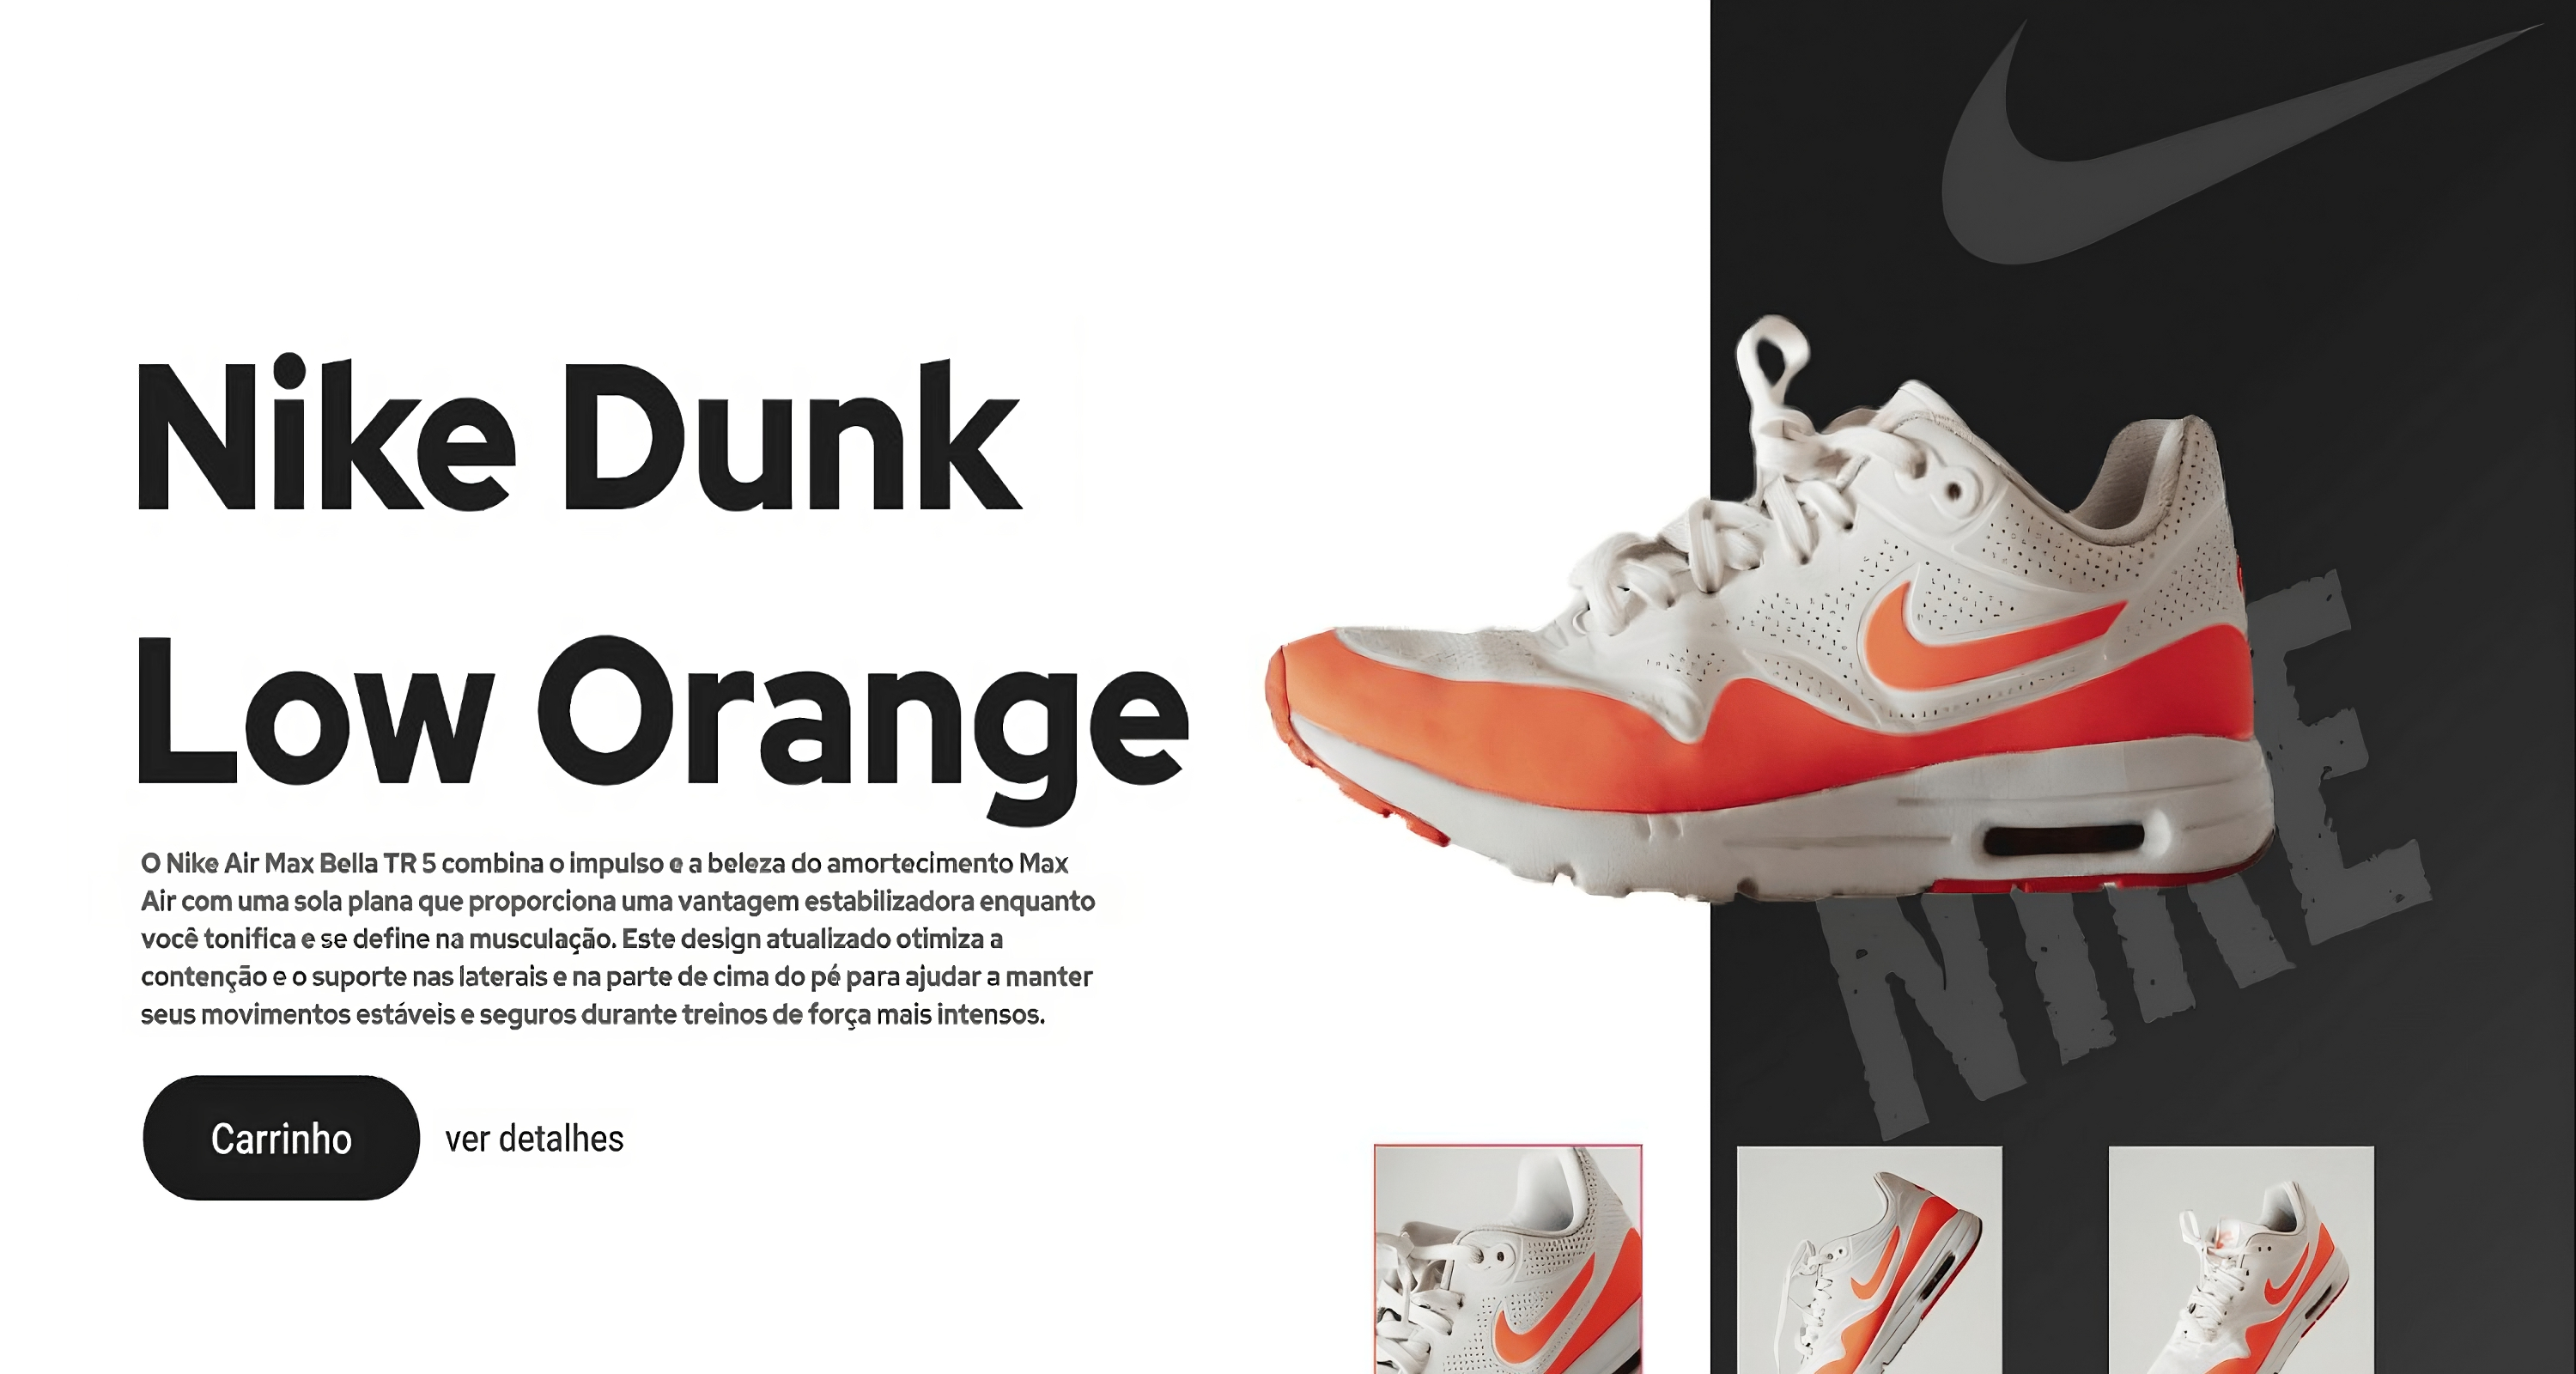 Nike Dunk
Low Orange
O Nike Air Max Bella TR 5 combina o impulso e a beleza do amortecimento Max
Air com uma sola plana que proporciona uma vantagem estabilizadora enquanto
você tonifica e se define na musculação. Este design atualizado otimiza a
contenção e o suporte nas laterais e na parte de cima do pé para ajudar a manter
seus movimentos estáveis e seguros durante treinos de força mais intensos.
Carrinho ver detalhes
NIKE